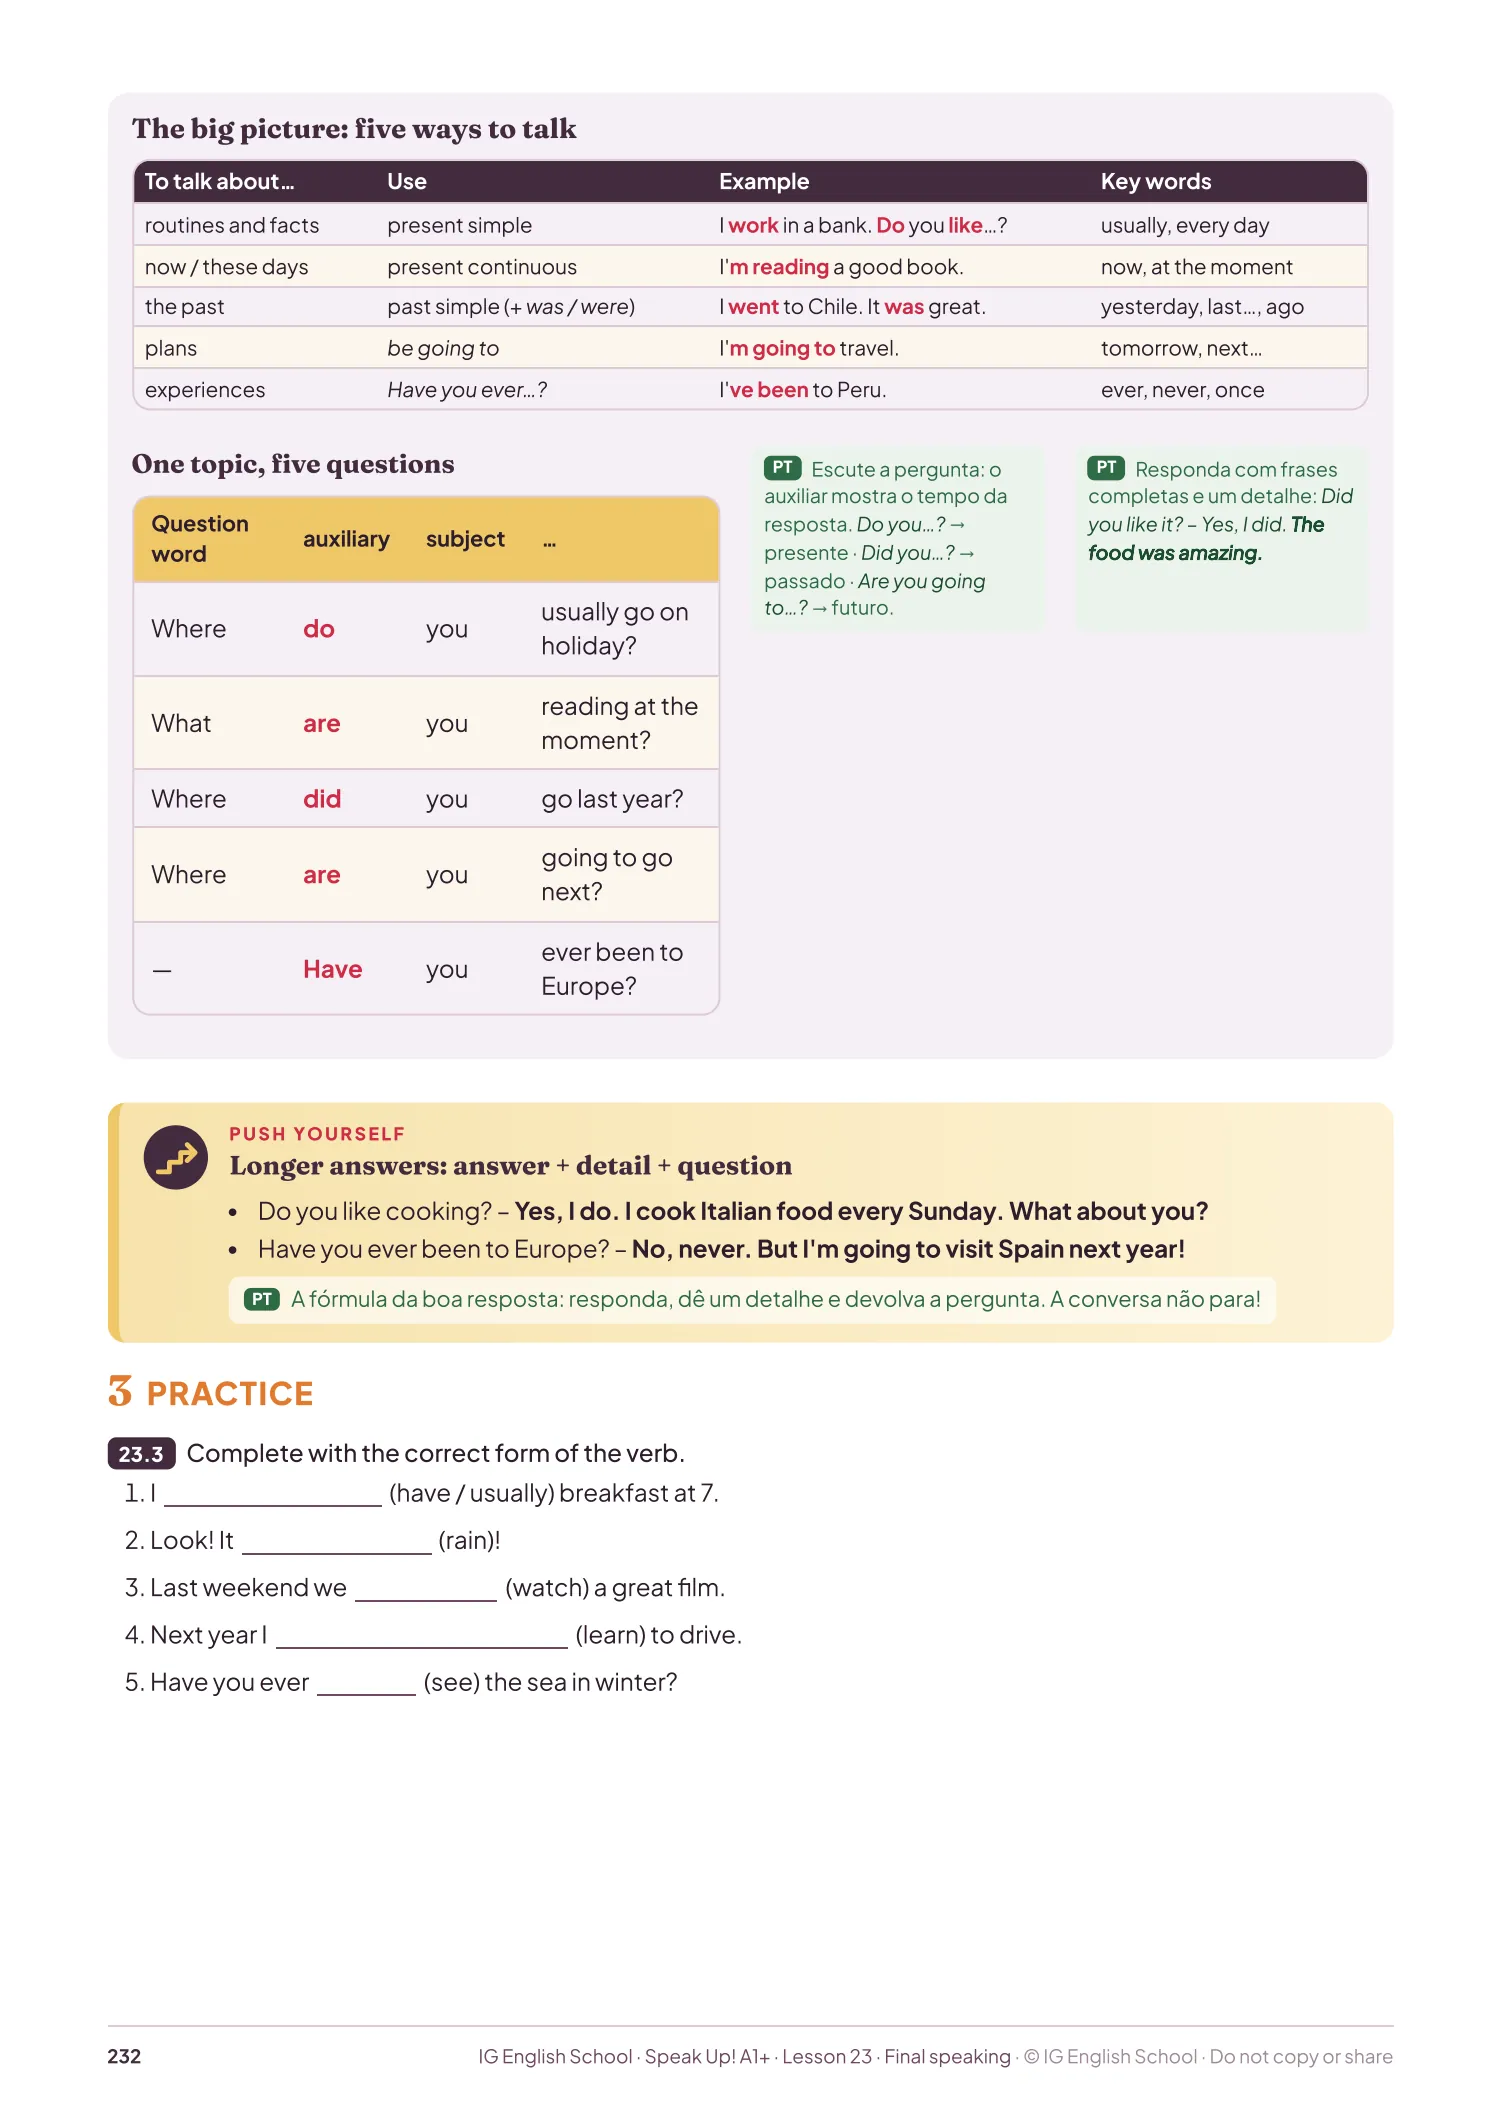 The big picture: five ways to talk
To talk about… Use Example Key words
routines and facts present simple I work in a bank. Do you like…? usually, every day
now / these days present continuous I'm reading a good book. now, at the moment
the past past simple (+ was / were) I went to Chile. It was great. yesterday, last…, ago
plans be going to I'm going to travel. tomorrow, next…
experiences Have you ever…? I've been to Peru. ever, never, once
One topic, five questions
Question
word
auxiliary subject …
Where do you usually go on
holiday?
What are you reading at the
moment?
Where did you go last year?
Where are you going to go
next?
— Have you ever been to
Europe?
PT Escute a pergunta: o
auxiliar mostra o tempo da
resposta. Do you…? →
presente · Did you…? →
passado · Are you going
to…? → futuro.
PT Responda com frases
completas e um detalhe: Did
you like it? – Yes, I did. The
food was amazing.
PUSH YOURSELF
Longer answers: answer + detail + question
• Do you like cooking? – Yes, I do. I cook Italian food every Sunday. What about you?
• Have you ever been to Europe? – No, never. But I'm going to visit Spain next year!
PT A fórmula da boa resposta: responda, dê um detalhe e devolva a pergunta. A conversa não para!
3 PRACTICE
23.3 Complete with the correct form of the verb.
1. I ____________ (have / usually) breakfast at 7.
2. Look! It ____________ (rain)!
3. Last weekend we ____________ (watch) a great film.
4. Next year I ____________ (learn) to drive.
5. Have you ever ____________ (see) the sea in winter?
232 IG English School · Speak Up! A1+ · Lesson 23 · Final speaking · © IG English School · Do not copy or share